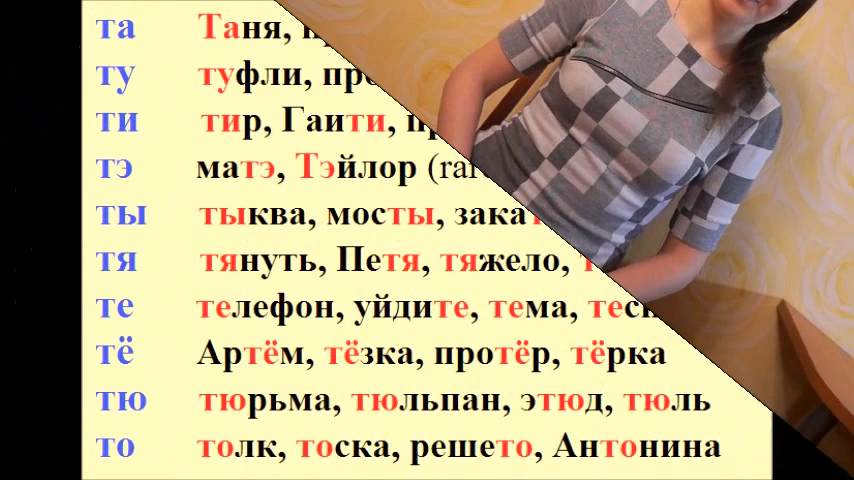 та Таня,
ту туфли,
ти тир, Гаити,
тэ матэ, Тэйлор
ты тыква, мосты,
тя тянуть, Петя, тяжело,
те телефон, уйдите, тема,
тё Артём, тёзка, протёр, тёрка
тю тюрьма, тюльпан, этюд, тюль
то толк, тоска, решето, Антонина